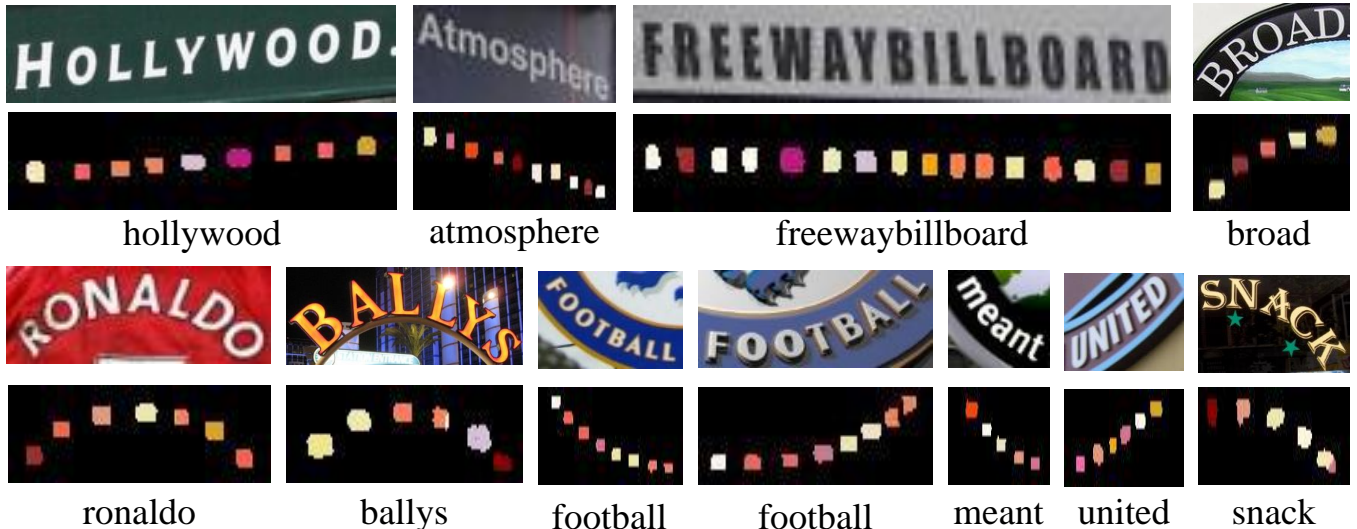 HOLLYWOOD.
Atmosphere
FREEWAYBILLBOARD
BROAD
hollywood
atmosphere
freewaybillboard
broad
RONALDO
BALLYS
FOOTBALL
FOOTBALL
meant
UNITED
SNACK
ronaldo
ballys
football
football
meant
united
snack